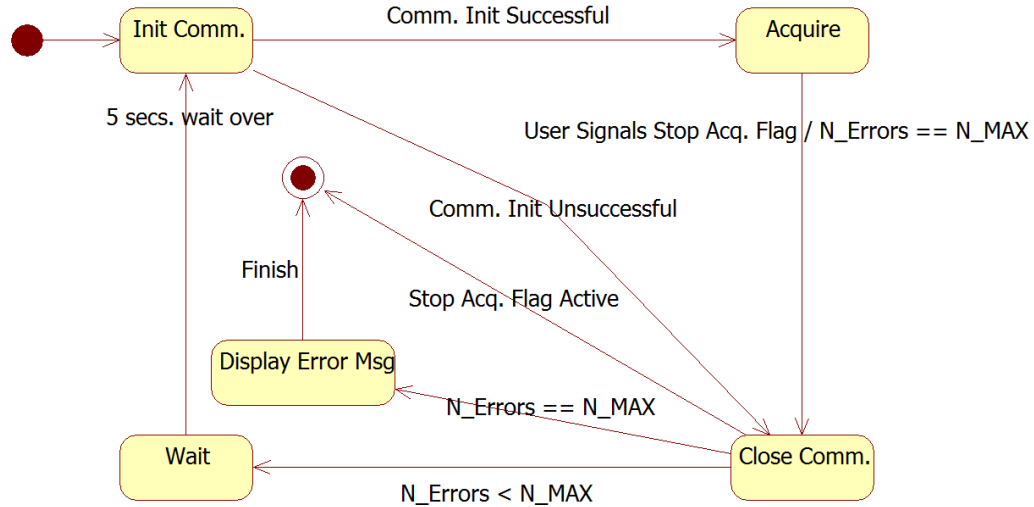 Comm. Init Successful
Init Comm.
Acquire
5 secs. wait over
User Signals Stop Acq. Flag / N_Errors == N_MAX
Comm. Init Unsuccessful
Finish
Stop Acq. Flag Active
Display Error Msg
N_Errors == N_MAX
Wait
Close Comm.
N_Errors < N_MAX